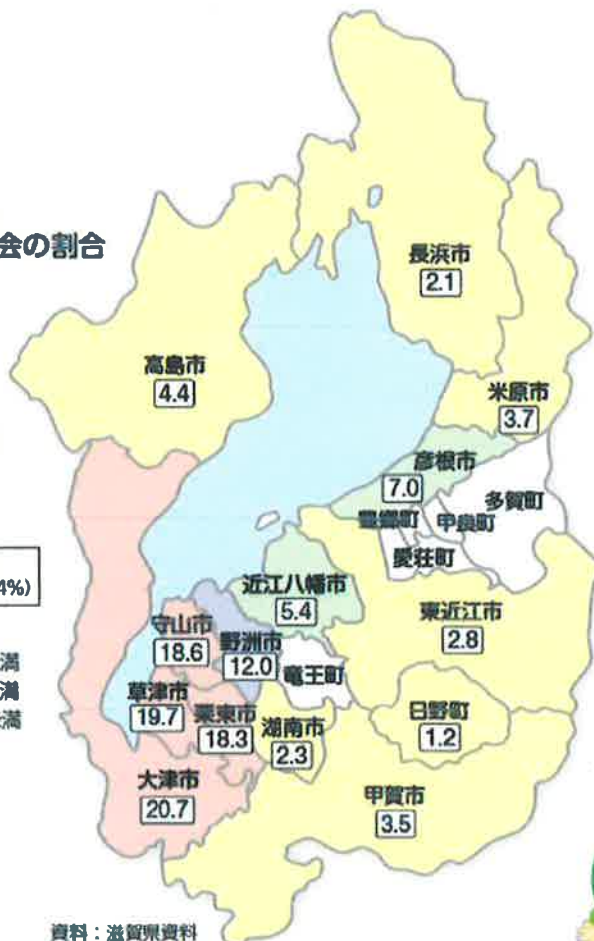 会の割合
長浜市
2.1
高島市
4.4
米原市
3.7
彦根市
7.0
多賀町
豊郷町
甲良町
愛荘町
4%)
近江八幡市
5.4
東近江市
2.8
守山市
18.6
野洲市
12.0
満
満
満
竜王町
草津市
19.7
栗東市
18.3
湖南市
2.3
日野町
1.2
大津市
20.7
甲賀市
3.5
資料:滋賀県資料